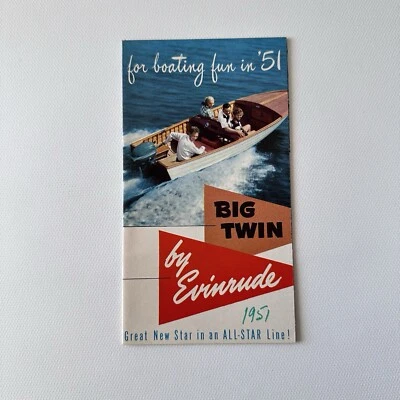 for boating fun in '51
BIG
TWIN
by
Evinrude
1951
Great New Star in an ALL-STAR Line!